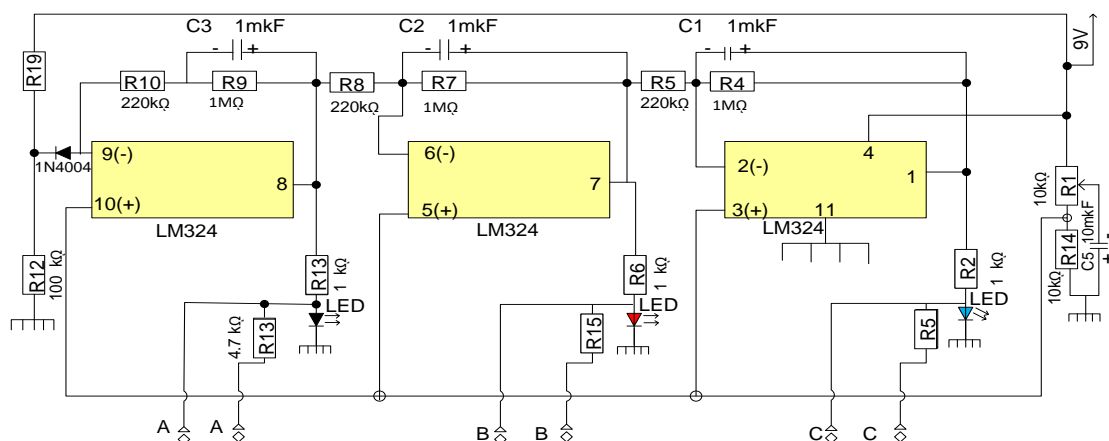 C3 1mkF
C2 1mkF
C1 1mkF
9V
R19
- +
- +
- +
R10
R9
R8
R7
R5
R4
220kΩ
1MΩ
220kΩ
1MΩ
220kΩ
1MΩ
1N4004
9(-)
10(+)
8
LM324
6(-)
5(+)
7
LM324
2(-)
3(+)
4
11
1
LM324
10kΩ
R1
R14
10kΩ
C5 10mkF
-
+
R12
100 kΩ
R13
1 kΩ
LED
R6
1 kΩ
LED
R2
1 kΩ
LED
4.7 kΩ
R13
R15
R5
A A B B C C